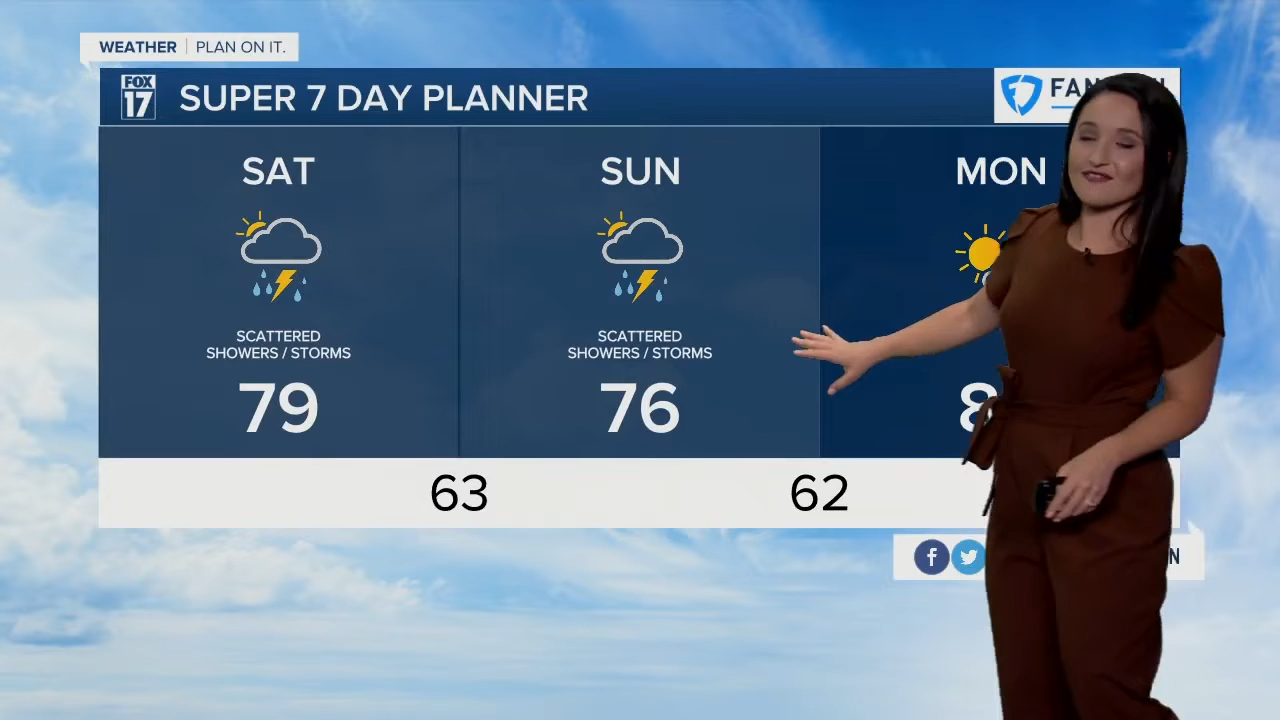 WEATHER | PLAN ON IT.
FOX
17
SUPER 7 DAY PLANNER
SAT
SUN
MON
SCATTERED
SHOWERS / STORMS
SCATTERED
SHOWERS / STORMS
79
76
63
62